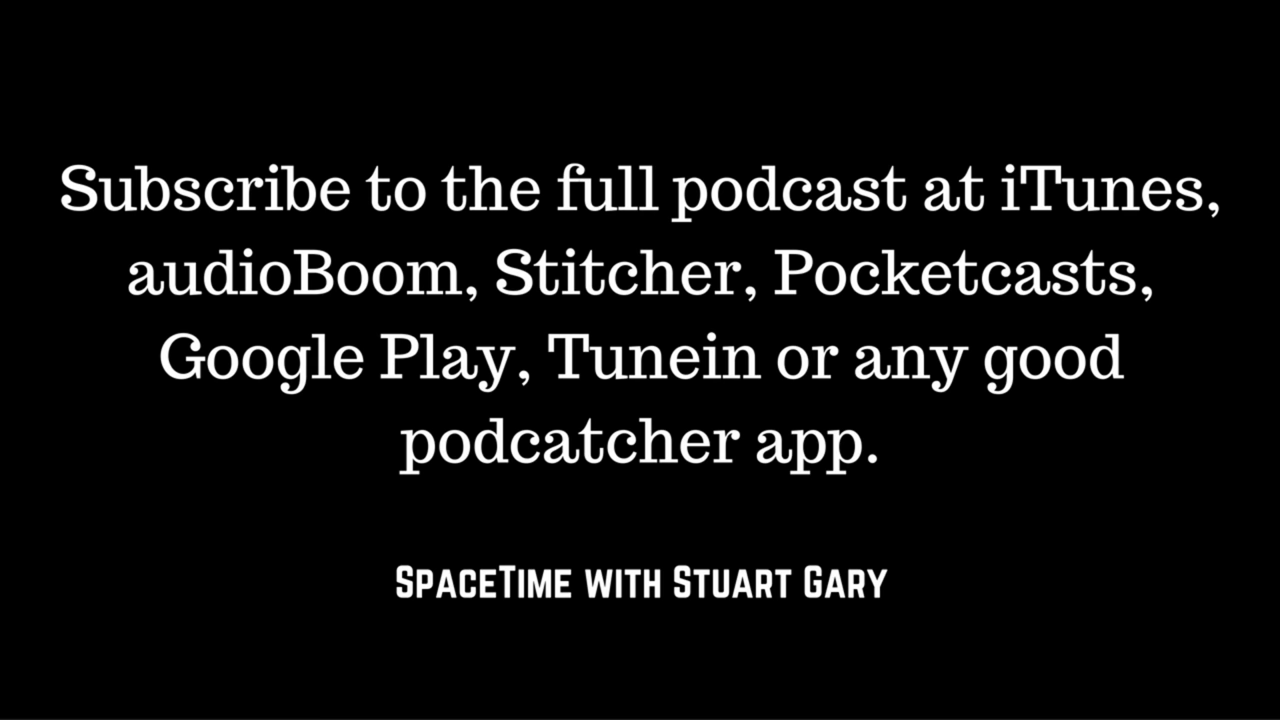 Subscribe to the full podcast at iTunes,
audioBoom, Stitcher, Pocketcasts,
Google Play, Tunein or any good
podcatcher app.
SpaceTime with Stuart Gary